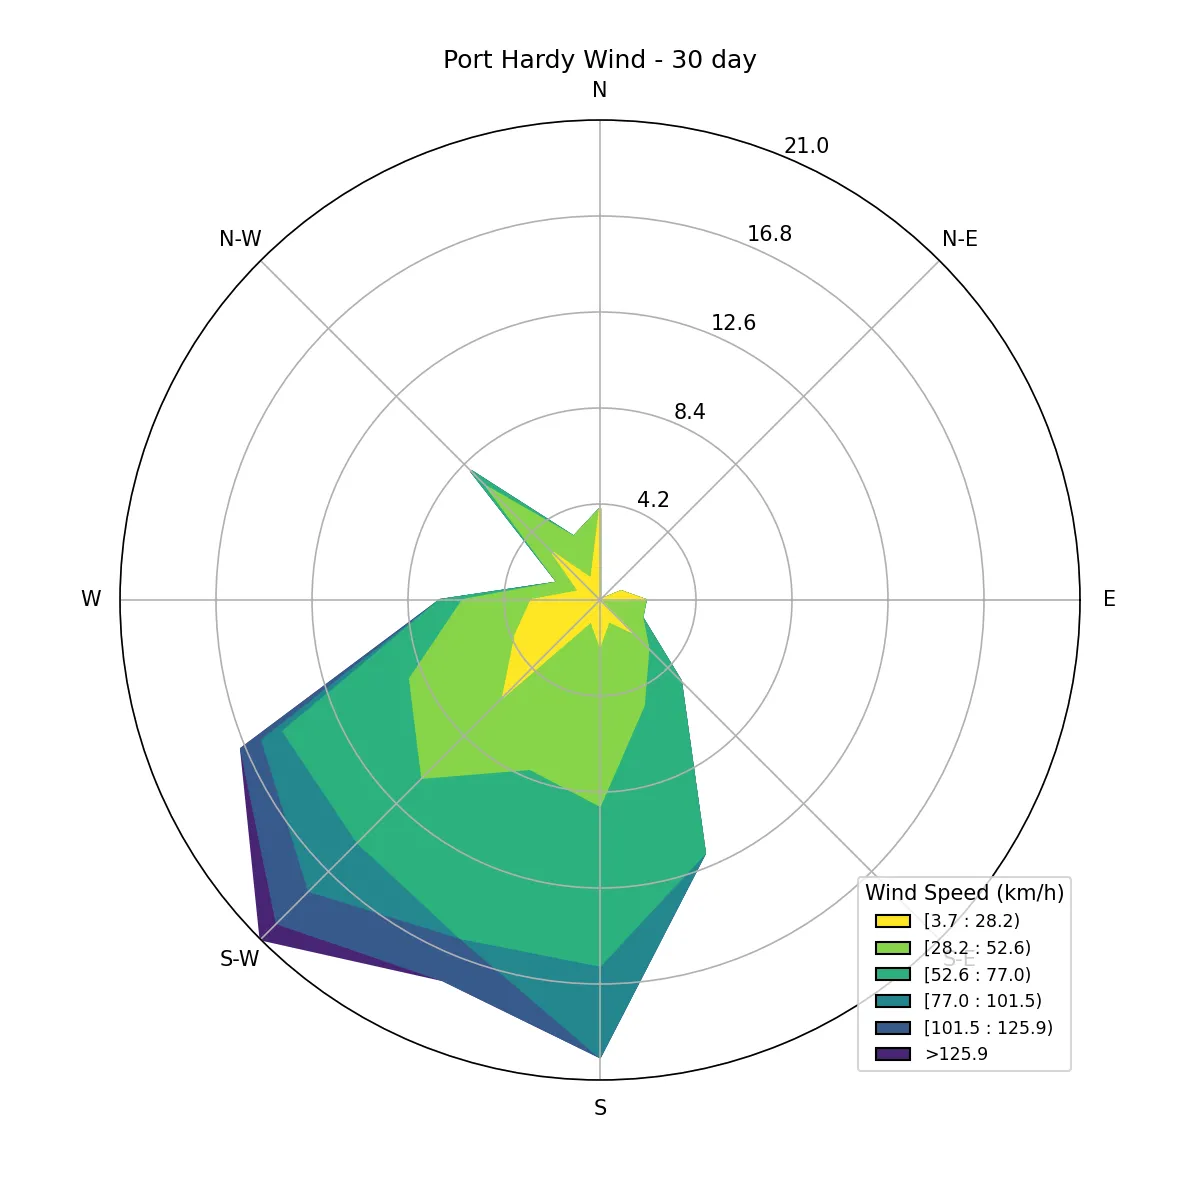 Port Hardy Wind - 30 day
N
21.0
N-W
16.8
N-E
12.6
8.4
4.2
W
E
Wind Speed (km/h)
[3.7 : 28.2)
[28.2 : 52.6)
S-W
S-E
[52.6 : 77.0)
[77.0 : 101.5)
[101.5 : 125.9)
>125.9
S